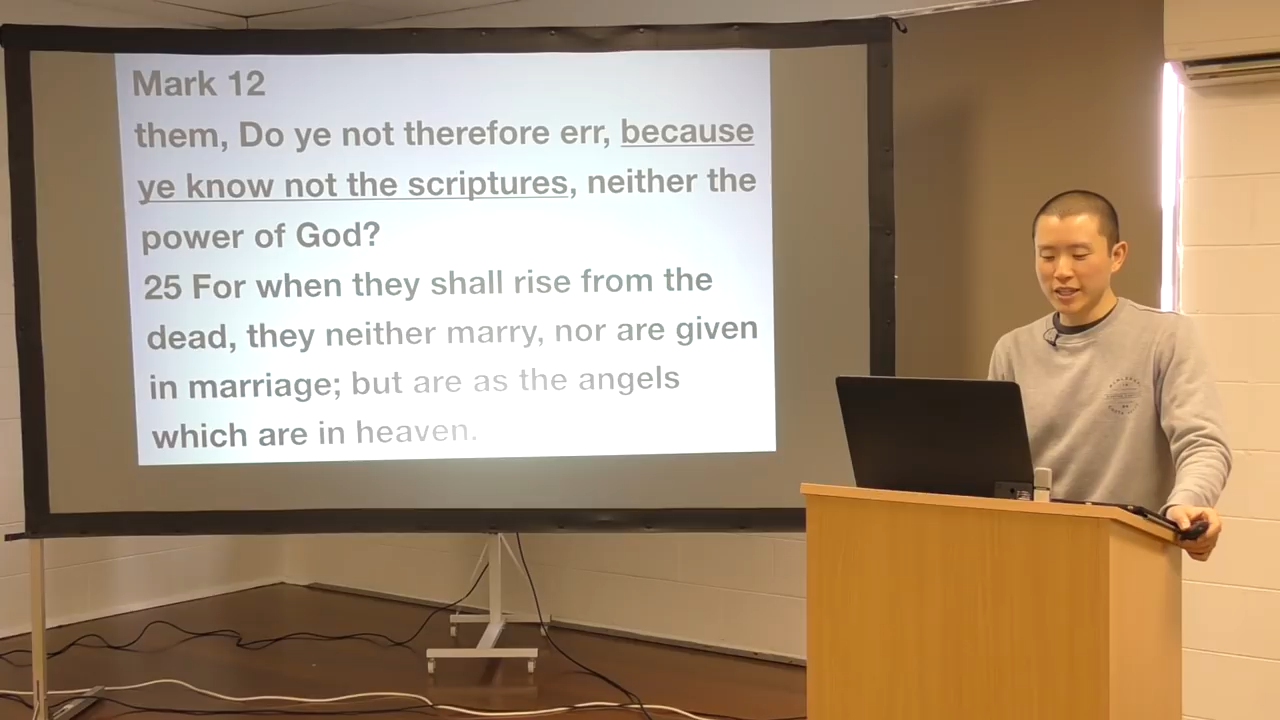 Mark 12
them, Do ye not therefore err, because
ye know not the scriptures, neither the
power of God?
25 For when they shall rise from the
dead, they neither marry, nor are given
in marriage; but are as the angels
which are in heaven.